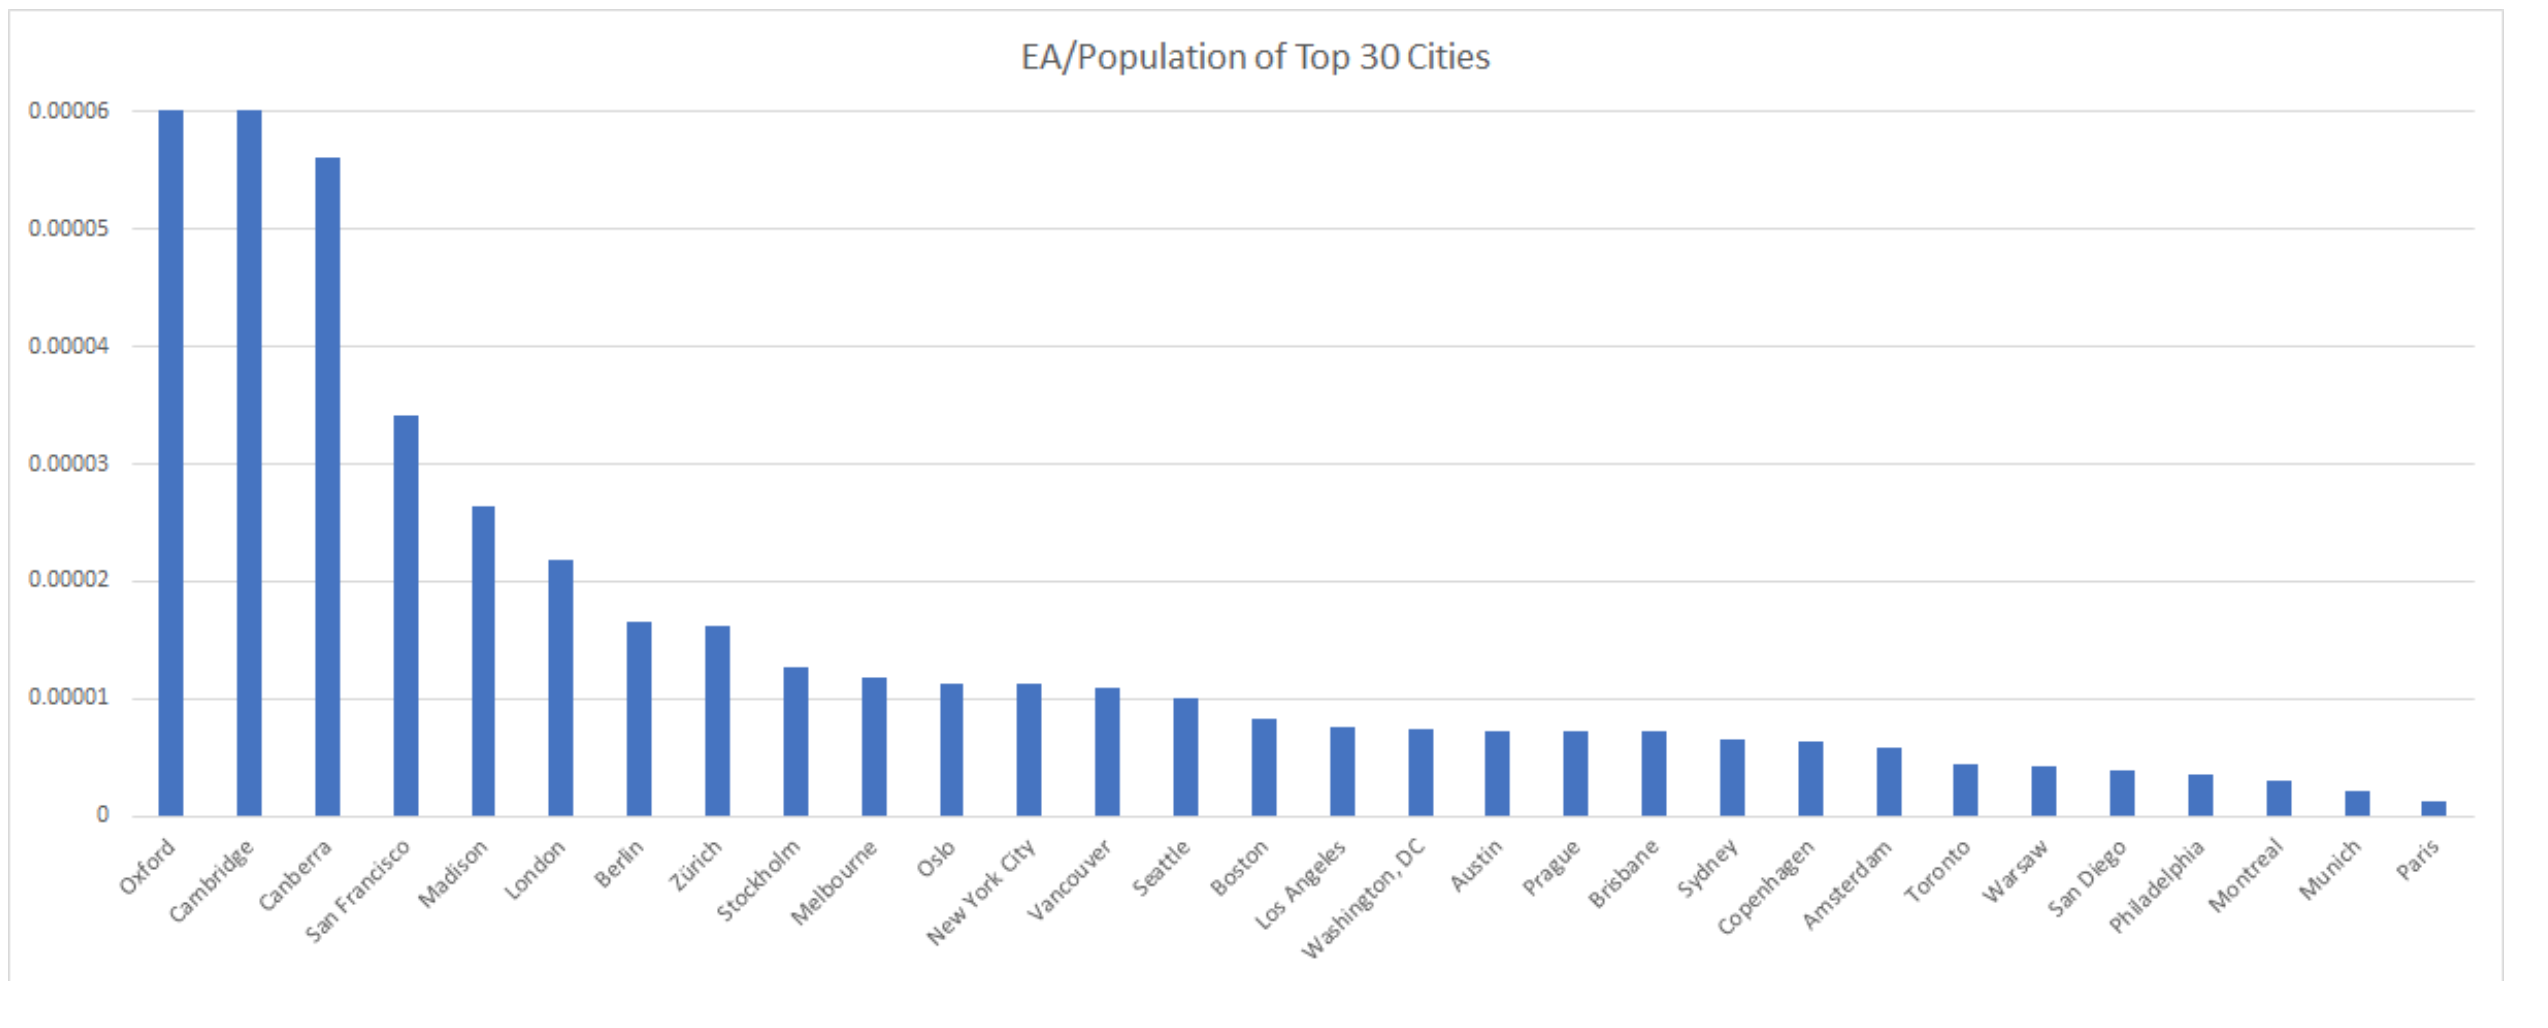 EA/Population of Top 30 Cities
0.00006
0.00005
0.00004
0.00003
0.00002
0.00001
0
Oxford
Cambridge
Canberra
San Francisco
Madison
London
Berlin
Zürich
Stockholm
Melbourne
Oslo
New York City
Vancouver
Seattle
Boston
Los Angeles
Washington, DC
Austin
Prague
Brisbane
Sydney
Copenhagen
Amsterdam
Toronto
Warsaw
San Diego
Philadelphia
Montreal
Munich
Paris